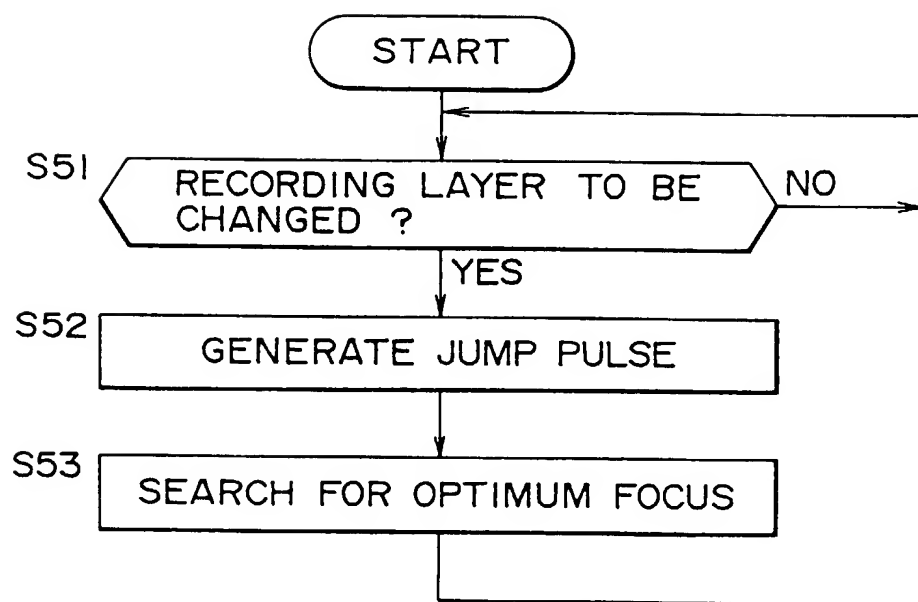 START
S51
RECORDING LAYER TO BE
CHANGED ?
NO
YES
S52
GENERATE JUMP PULSE
S53
SEARCH FOR OPTIMUM FOCUS